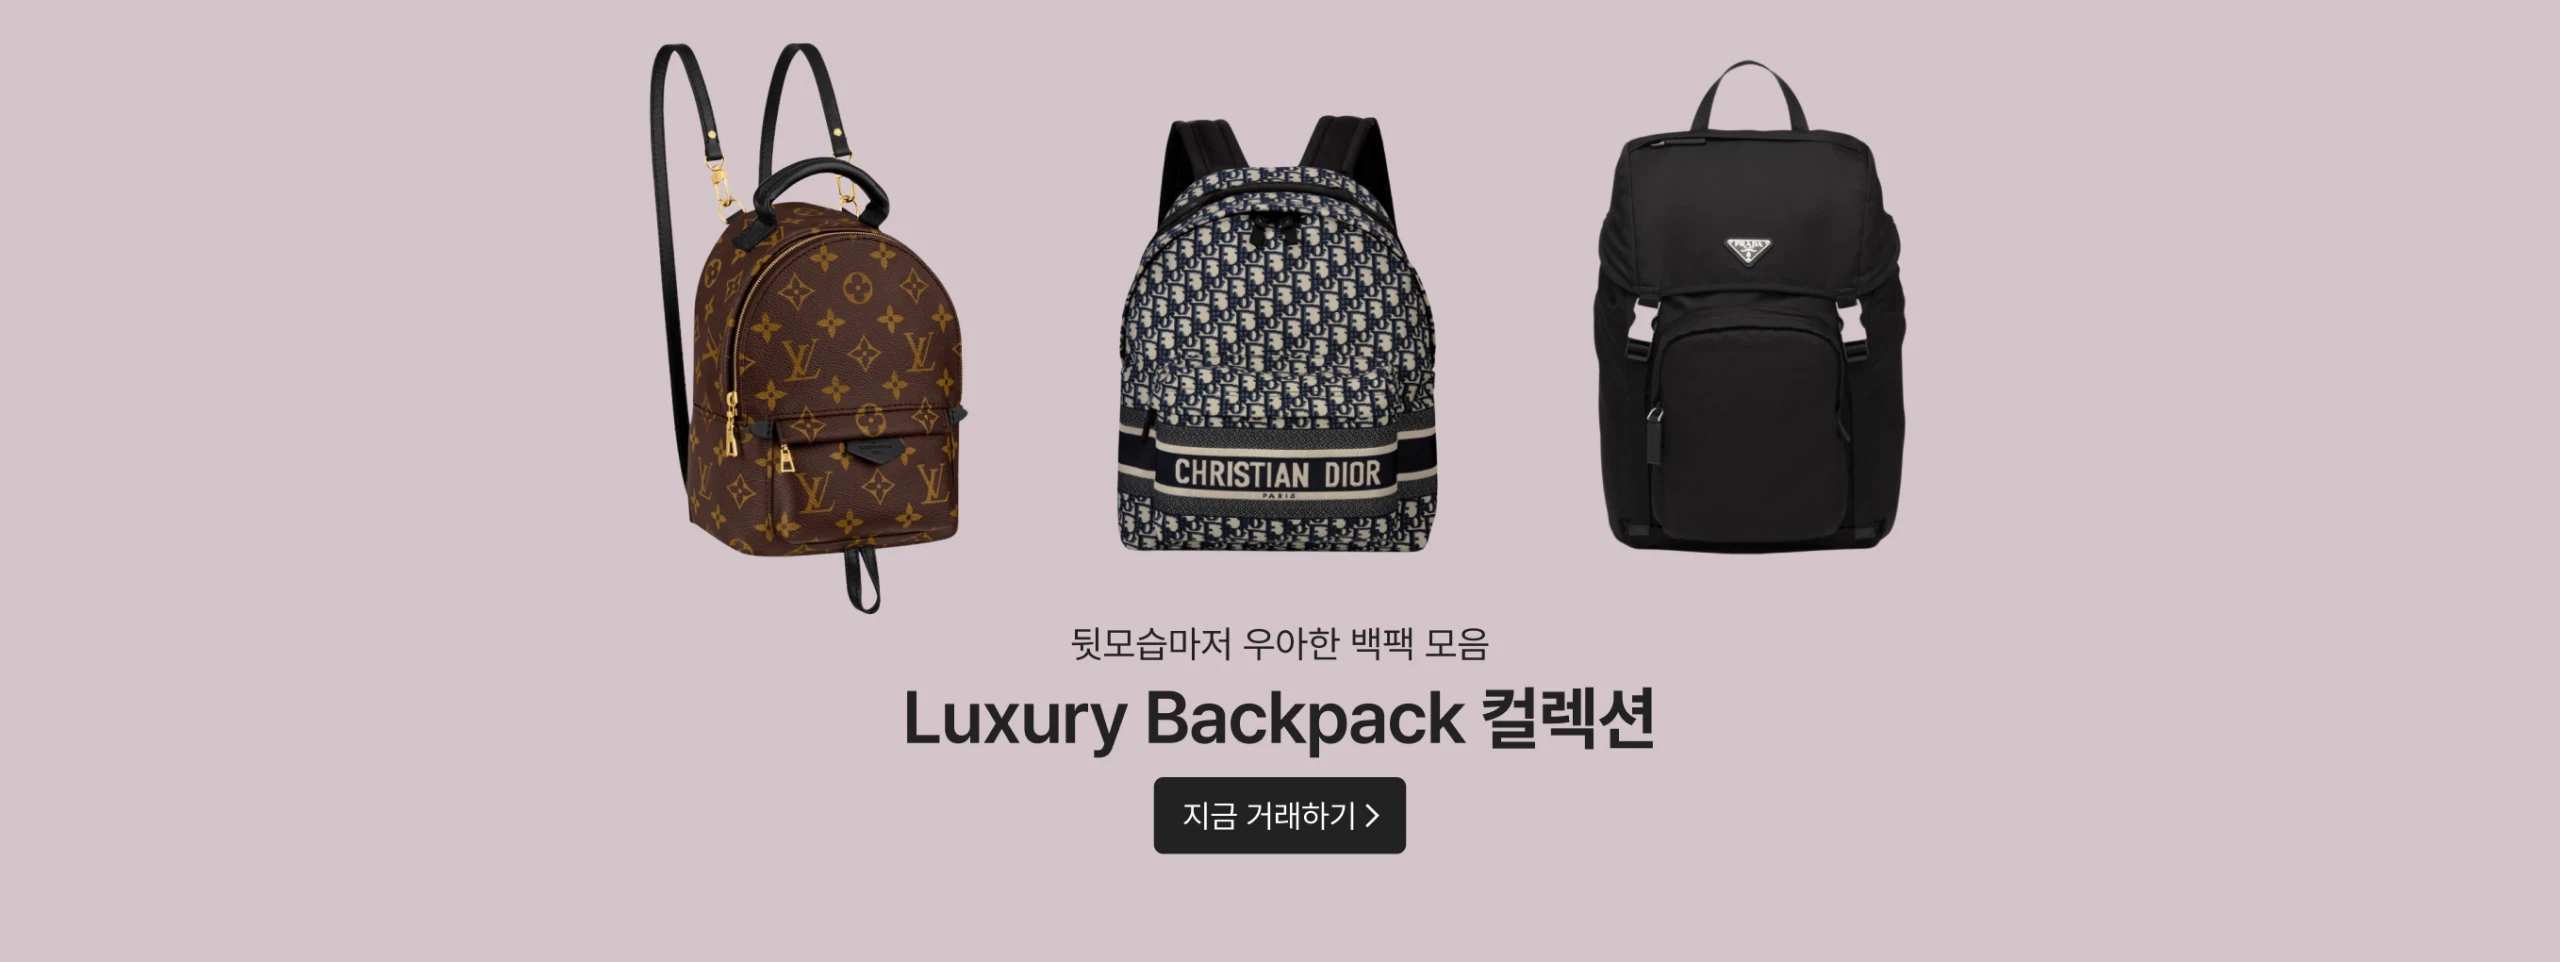 PRADA
CHRISTIAN DIOR
PARIS
뒷모습마저 우아한 백팩 모음
Luxury Backpack 컬렉션
지금 거래하기 >